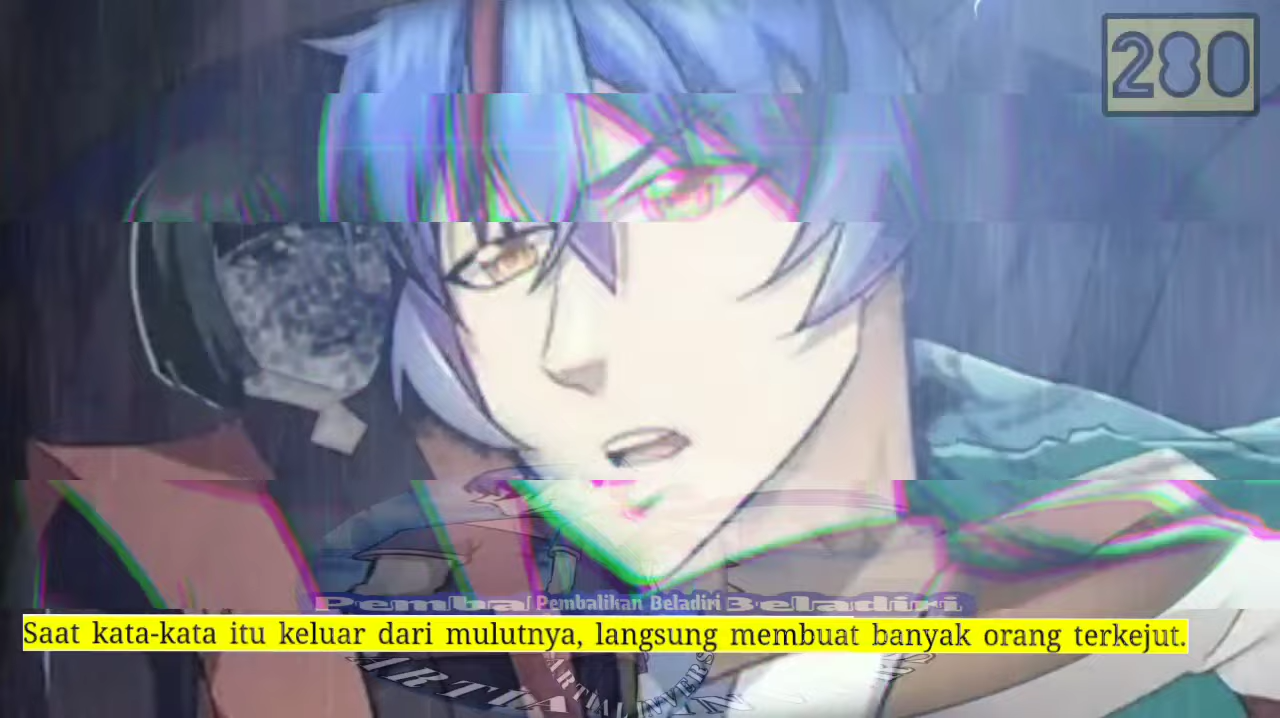 280
Pembalikan Beladiri
Saat kata-kata itu keluar dari mulutnya, langsung membuat banyak orang terkejut.